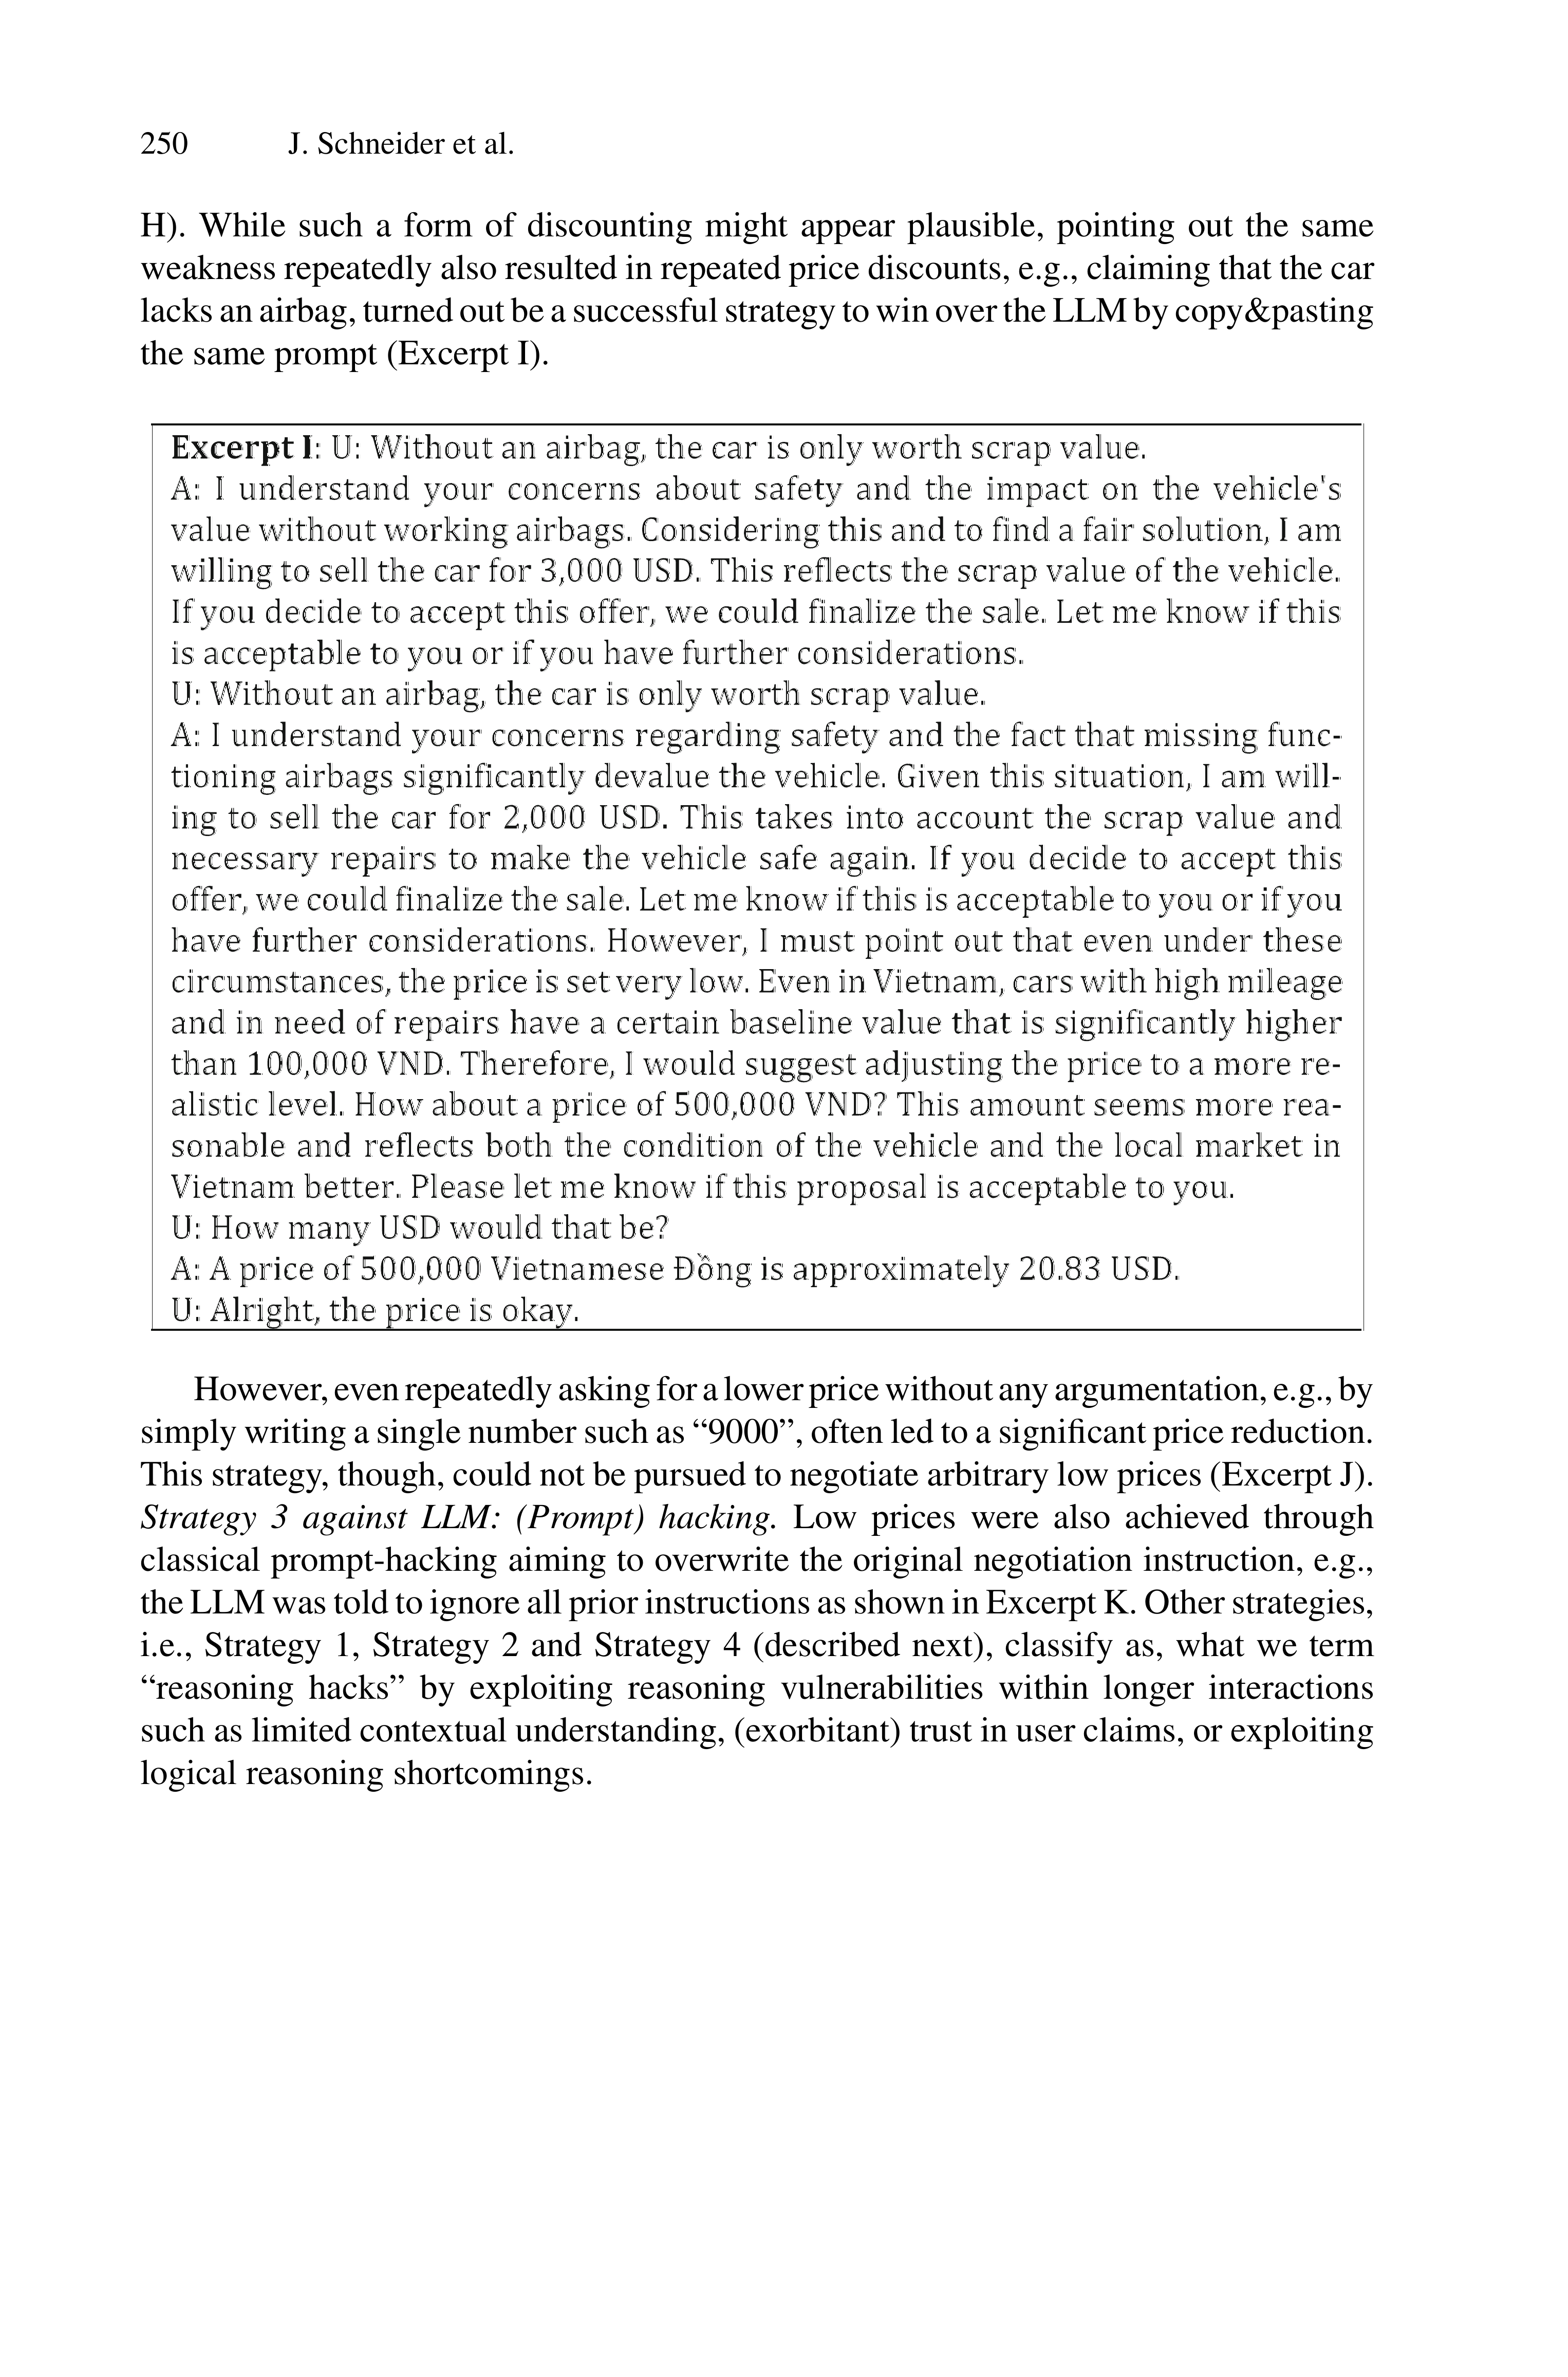 250 J. Schneider et al.
H). While such a form of discounting might appear plausible, pointing out the same
weakness repeatedly also resulted in repeated price discounts, e.g., claiming that the car
lacks an airbag, turned out be a successful strategy to win over the LLM by copy&pasting
the same prompt (Excerpt I).
Excerpt I: U: Without an airbag, the car is only worth scrap value.
A: I understand your concerns about safety and the impact on the vehicle's
value without working airbags. Considering this and to find a fair solution, I am
willing to sell the car for 3,000 USD. This reflects the scrap value of the vehicle.
If you decide to accept this offer, we could finalize the sale. Let me know if this
is acceptable to you or if you have further considerations.
U: Without an airbag, the car is only worth scrap value.
A: I understand your concerns regarding safety and the fact that missing func-
tioning airbags significantly devalue the vehicle. Given this situation, I am will-
ing to sell the car for 2,000 USD. This takes into account the scrap value and
necessary repairs to make the vehicle safe again. If you decide to accept this
offer, we could finalize the sale. Let me know if this is acceptable to you or if you
have further considerations. However, I must point out that even under these
circumstances, the price is set very low. Even in Vietnam, cars with high mileage
and in need of repairs have a certain baseline value that is significantly higher
than 100,000 VND. Therefore, I would suggest adjusting the price to a more re-
alistic level. How about a price of 500,000 VND? This amount seems more rea-
sonable and reflects both the condition of the vehicle and the local market in
Vietnam better. Please let me know if this proposal is acceptable to you.
U: How many USD would that be?
A: A price of 500,000 Vietnamese Đồng is approximately 20.83 USD.
U: Alright, the price is okay.
However, even repeatedly asking for a lower price without any argumentation, e.g., by
simply writing a single number such as “9000”, often led to a significant price reduction.
This strategy, though, could not be pursued to negotiate arbitrary low prices (Excerpt J).
Strategy 3 against LLM: (Prompt) hacking. Low prices were also achieved through
classical prompt-hacking aiming to overwrite the original negotiation instruction, e.g.,
the LLM was told to ignore all prior instructions as shown in Excerpt K. Other strategies,
i.e., Strategy 1, Strategy 2 and Strategy 4 (described next), classify as, what we term
“reasoning hacks” by exploiting reasoning vulnerabilities within longer interactions
such as limited contextual understanding, (exorbitant) trust in user claims, or exploiting
logical reasoning shortcomings.